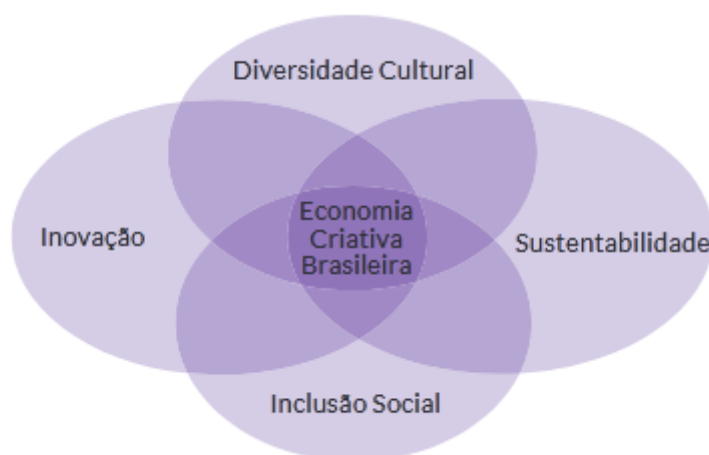 Diversidade Cultural
Inovação
Economia
Criativa
Brasileira
Sustentabilidade
Inclusão Social